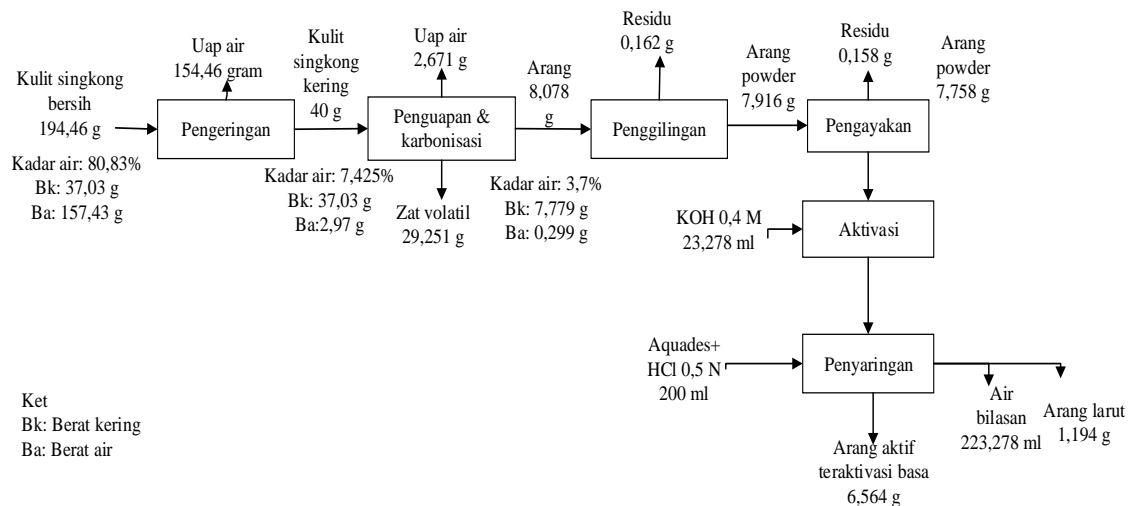 Kulit singkong
bersih
194,46 g
Kadar air: 80,83%
Bk: 37,03 g
Ba: 157,43 g
Uap air
154,46 gram
Pengeringan
Kulit
singkong
kering
40 g
Kadar air: 7,425%
Bk: 37,03 g
Ba:2,97 g
Uap air
2,671 g
Penguapan &
karbonisasi
Zat volatil
29,251 g
Arang
8,078
g
Kadar air: 3,7%
Bk: 7,779 g
Ba: 0,299 g
Residu
0,162 g
Penggilingan
Arang
powder
7,916 g
Residu
0,158 g
Pengayakan
Arang
powder
7,758 g
KOH 0,4 M
23,278 ml
Aktivasi
Aquades+
HCl 0,5 N
200 ml
Penyaringan
Air
bilasan
223,278 ml
Arang larut
1,194 g
Arang aktif
teraktivasi basa
6,564 g
Ket
Bk: Berat kering
Ba: Berat air